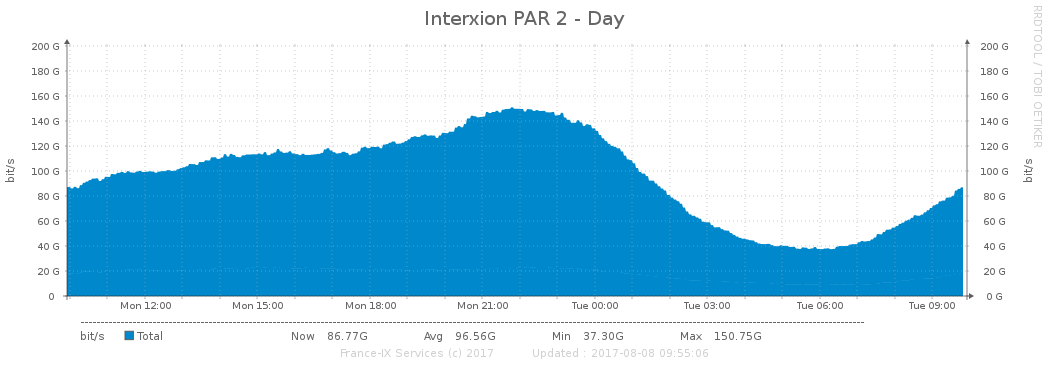 Interxion PAR 2 - Day
RRDTOOL / TOBI OETIKER
bit/s
200 G 200 G
180 G 180 G
160 G 160 G
140 G 140 G
120 G 120 G
100 G 100 G
80 G 80 G
60 G 60 G
40 G 40 G
20 G 20 G
0 0 G
bit/s
Mon 12:00 Mon 15:00 Mon 18:00 Mon 21:00 Tue 00:00 Tue 03:00 Tue 06:00 Tue 09:00
bit/s Total Now 86.77G Avg 96.56G Min 37.30G Max 150.75G
France-IX Services (c) 2017 Updated : 2017-08-08 09:55:06